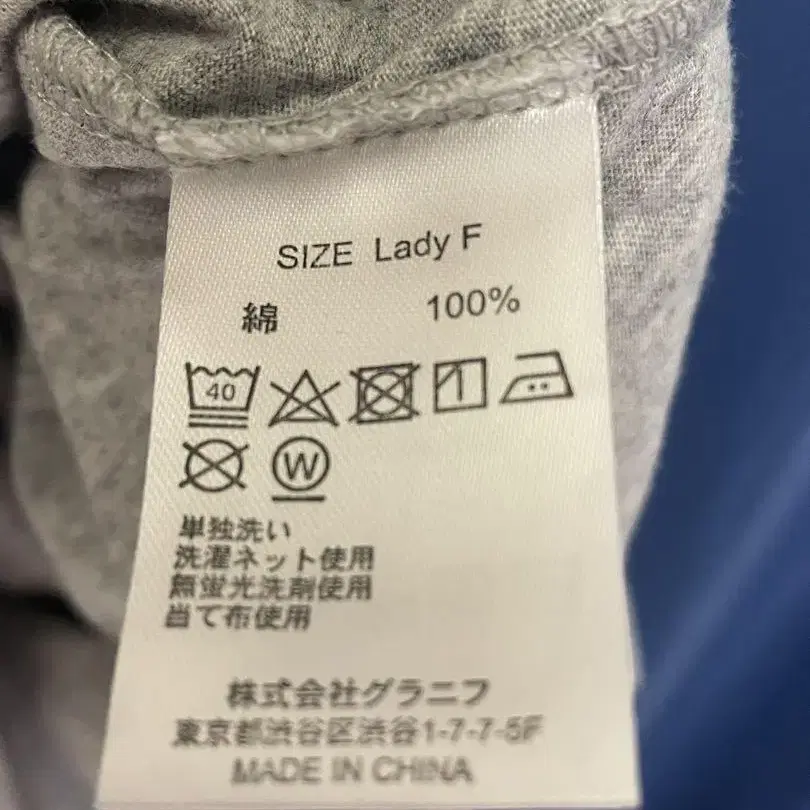 SIZE Lady F
綿 100%
40
W
単独洗い
洗濯ネット使用
無蛍光洗剤使用
当て布使用
株式会社グラニフ
東京都渋谷区渋谷1-7-7-5F
MADE IN CHINA